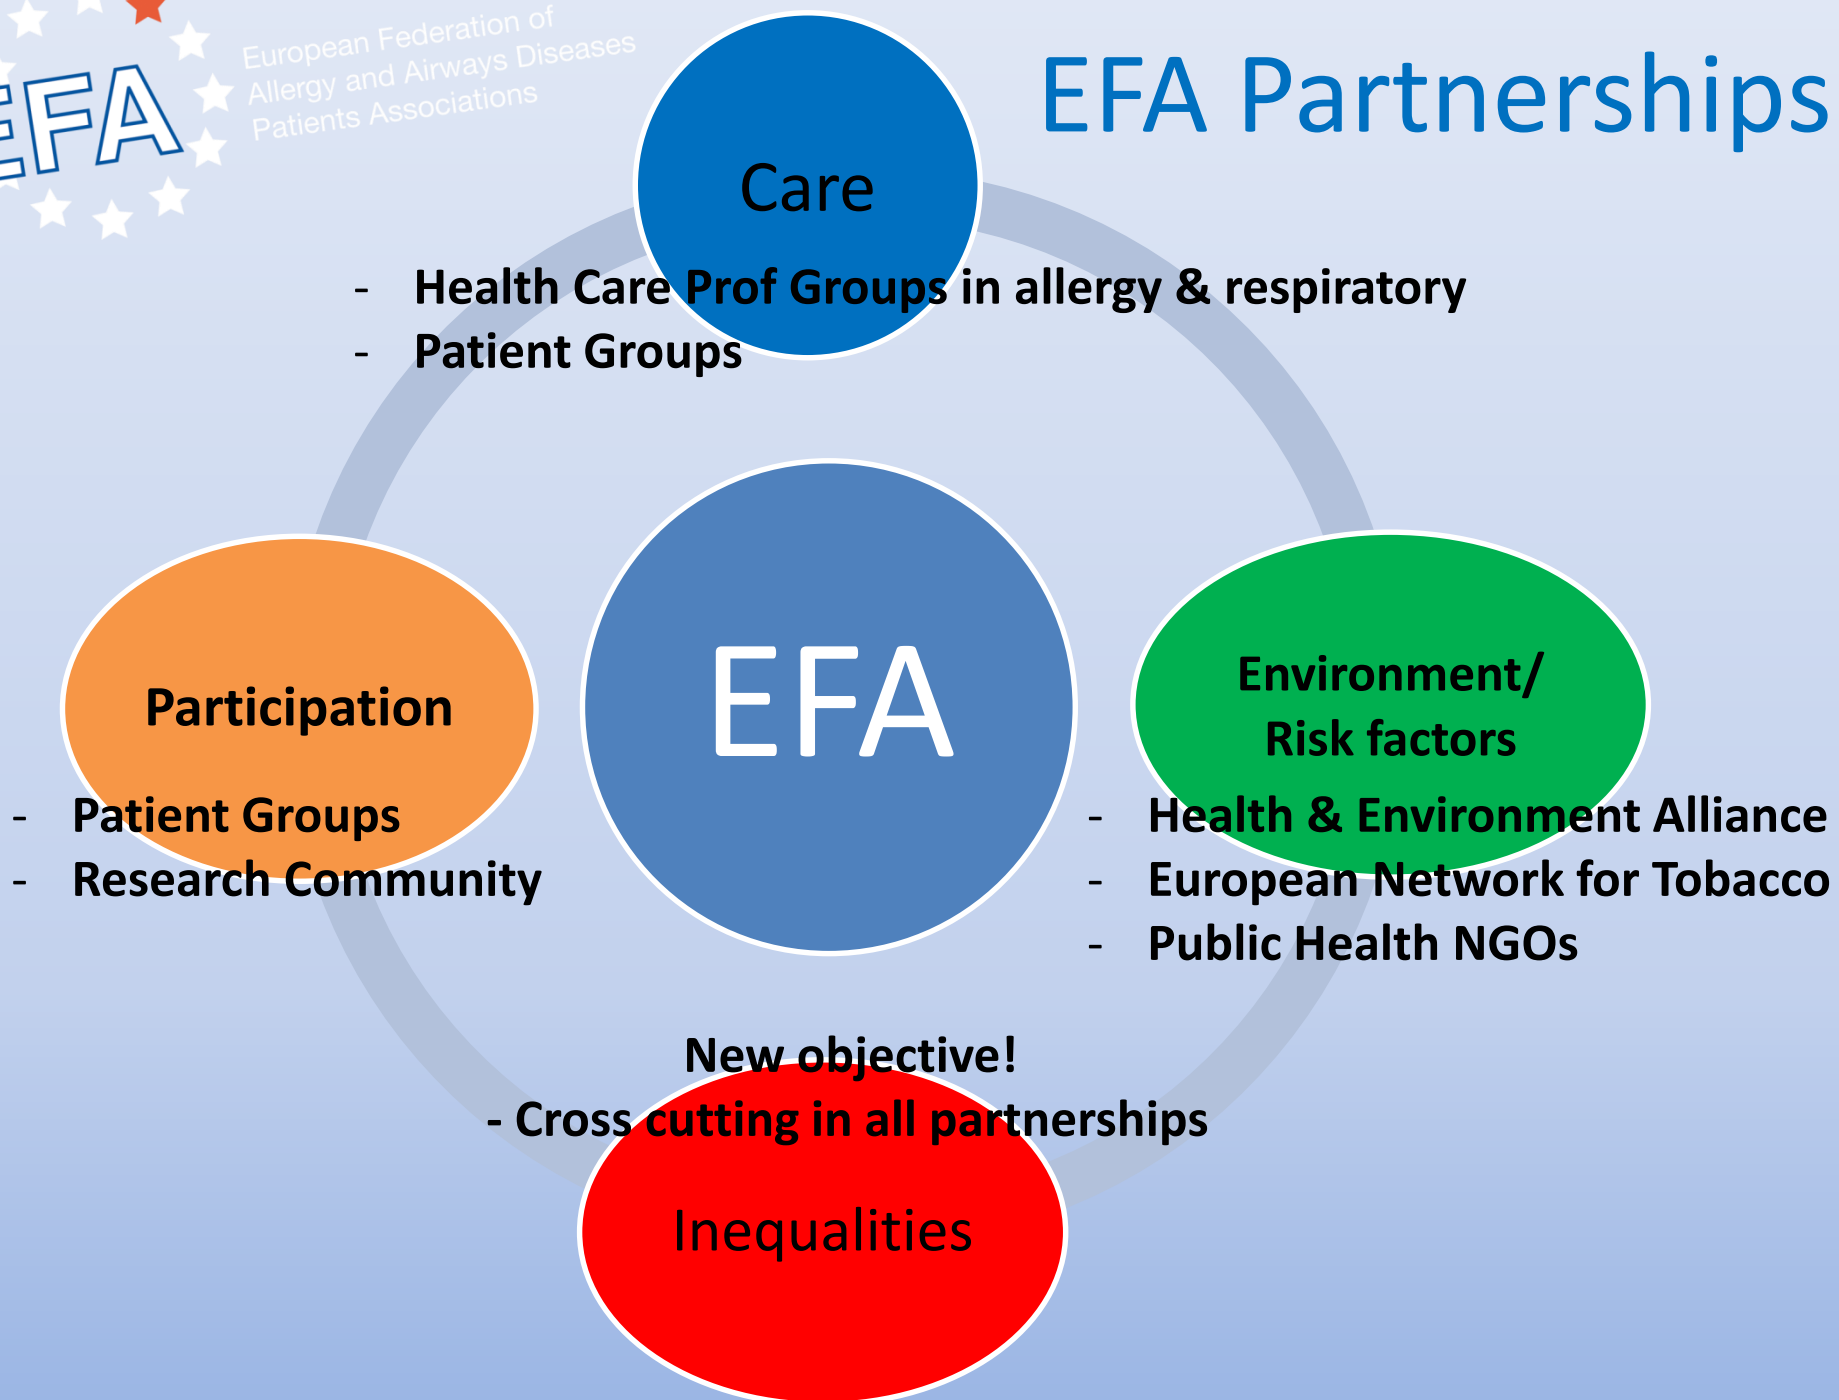 European Federation of
Allergy and Airways Diseases
Patients Associations
EFA
EFA Partnerships
Care
- Health Care Prof Groups in allergy & respiratory
- Patient Groups
EFA
Participation
- Patient Groups
- Research Community
Environment/
Risk factors
- Health & Environment Alliance
- European Network for Tobacco
- Public Health NGOs
New objective!
- Cross cutting in all partnerships
Inequalities